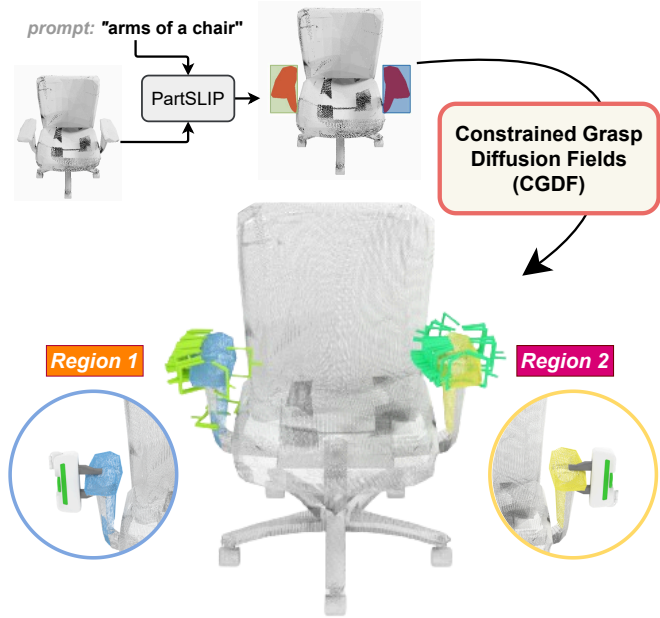 prompt: "arms of a chair"
PartSLIP
Constrained Grasp
Diffusion Fields
(CGDF)
Region 1
Region 2